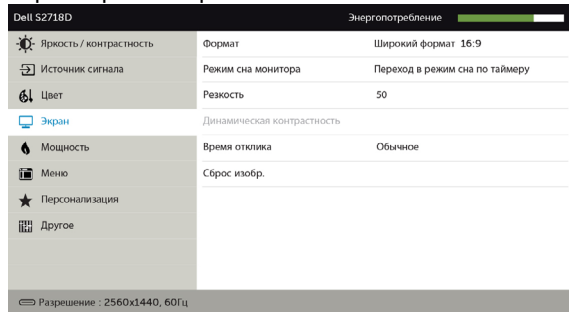 Dell S2718D Энергопотребление
Яркость / контрастность Формат Широкий формат 16:9
Источник сигнала Режим сна монитора Переход в режим сна по таймеру
Цвет Резкость 50
Экран Динамическая контрастность
Мощность Время отклика Обычное
Меню Сброс изобр.
Персонализация
Другое
Разрешение : 2560x1440, 60Гц